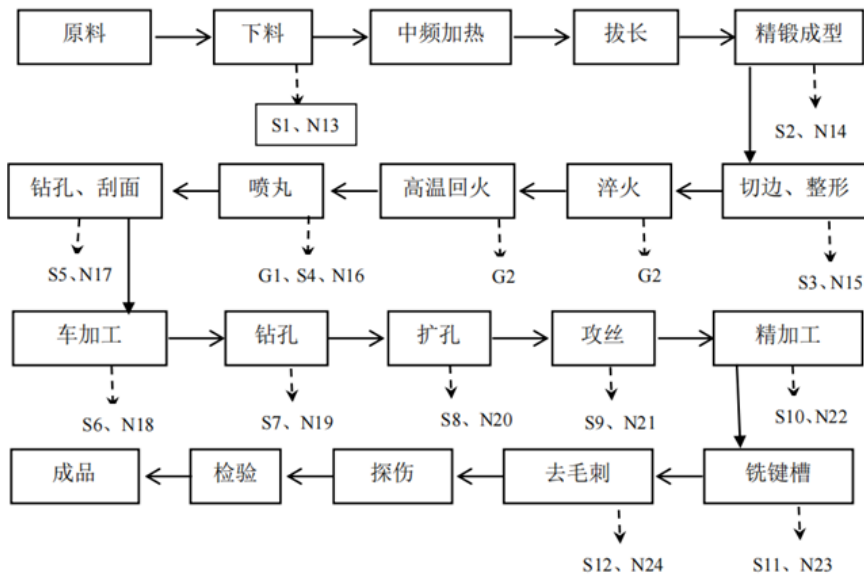 原料 下料 中频加热 拔长 精锻成型
S1、N13 S2、N14
钻孔、刮面 喷丸 高温回火 淬火 切边、整形
S5、N17 G1、S4、N16 G2 G2 S3、N15
车加工 钻孔 扩孔 攻丝 精加工
S6、N18 S7、N19 S8、N20 S9、N21 S10、N22
成品 检验 探伤 去毛刺 铣键槽
S12、N24 S11、N23